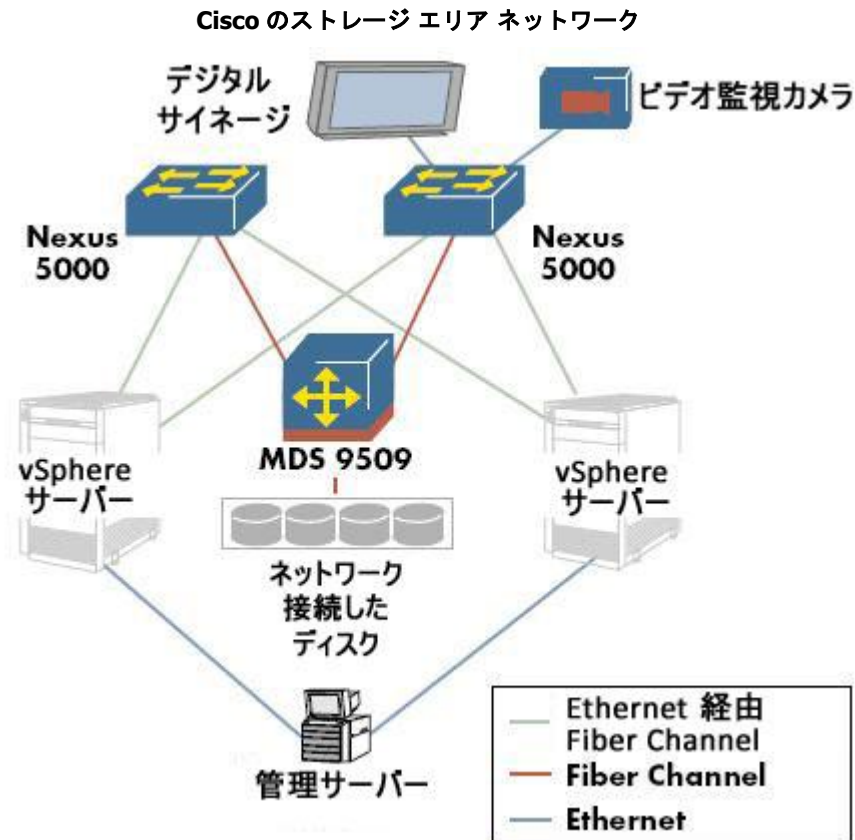 Cisco のストレージ エリア ネットワーク
デジタル
サイネージ
ビデオ監視カメラ
Nexus
5000
Nexus
5000
MDS 9509
vSphere
サーバー
vSphere
サーバー
ネットワーク
接続した
ディスク
管理サーバー
Ethernet 経由
Fiber Channel
Fiber Channel
Ethernet